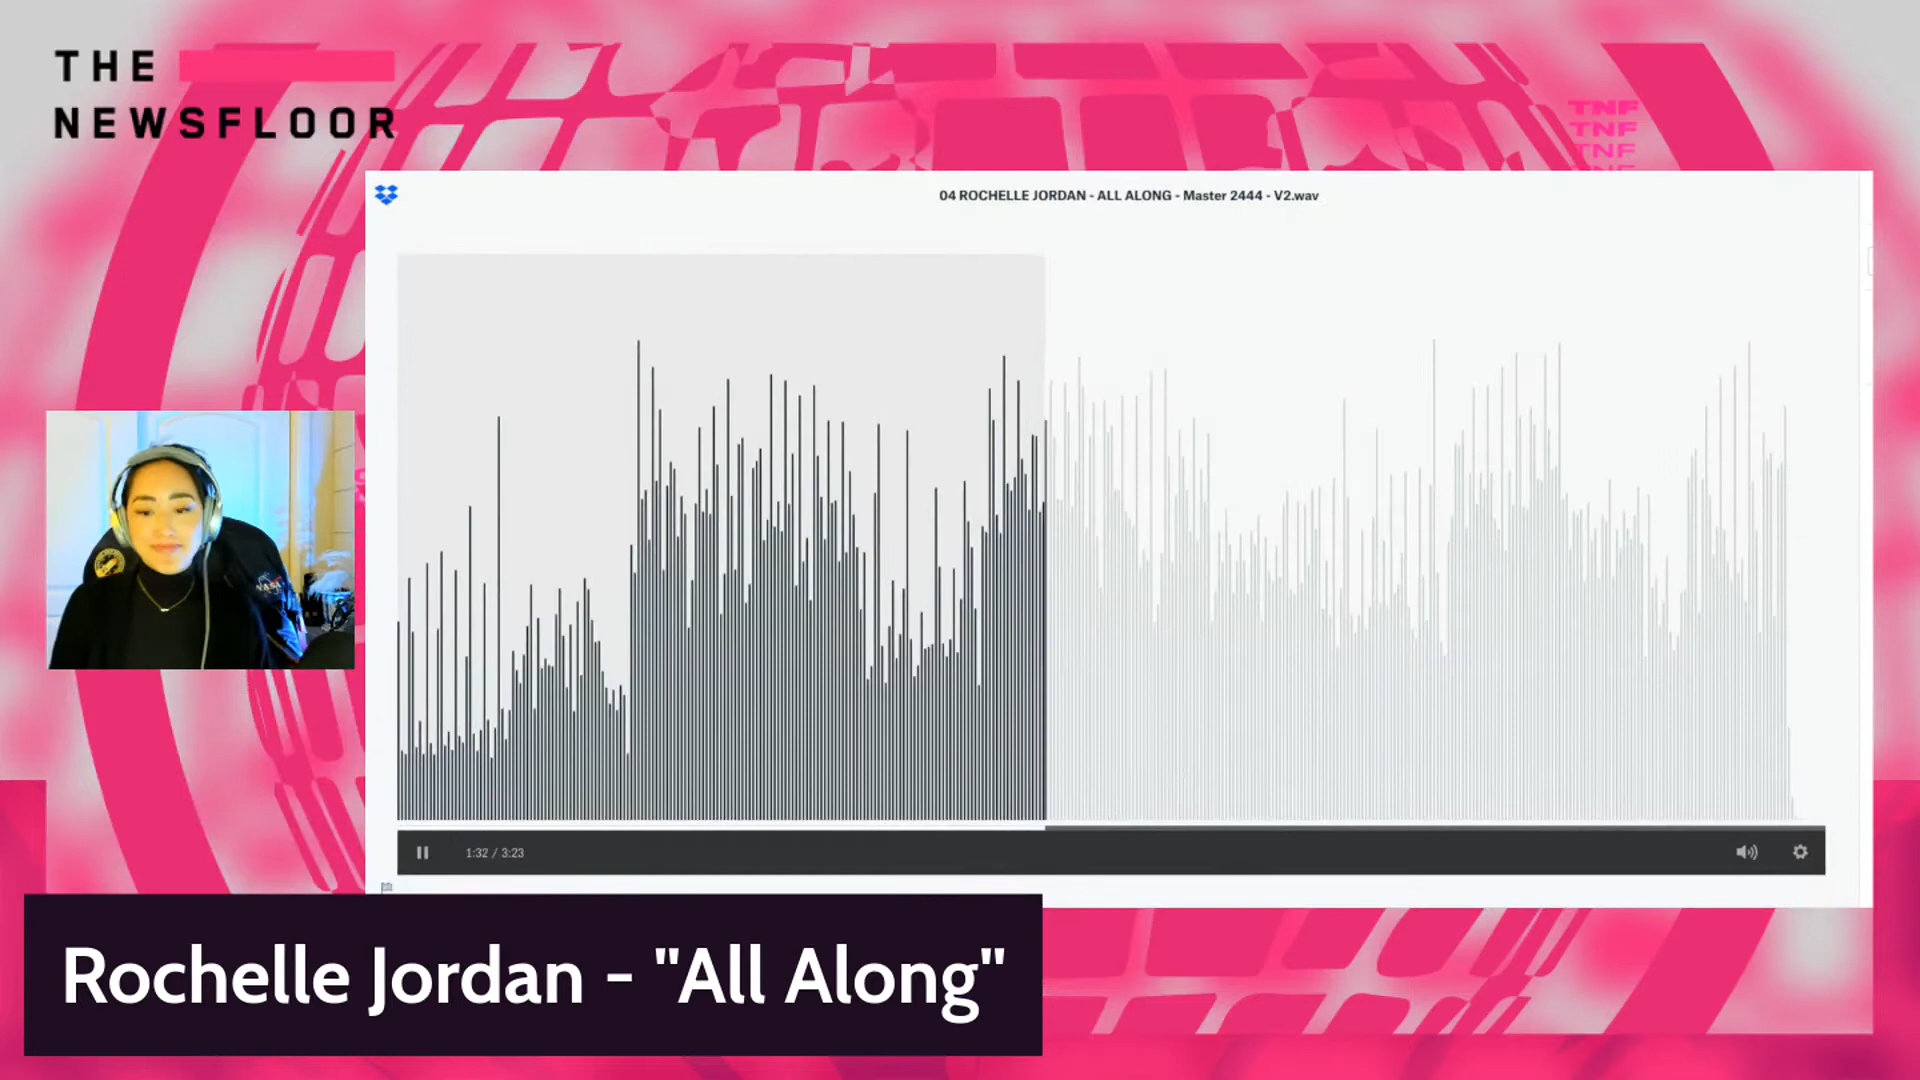 THE
NEWSFLOOR
TNF
TNF
TNF
04 ROCHELLE JORDAN - ALL ALONG - Master 2444 - V2.wav
NASA
1:32 / 3:23
Rochelle Jordan - "All Along"